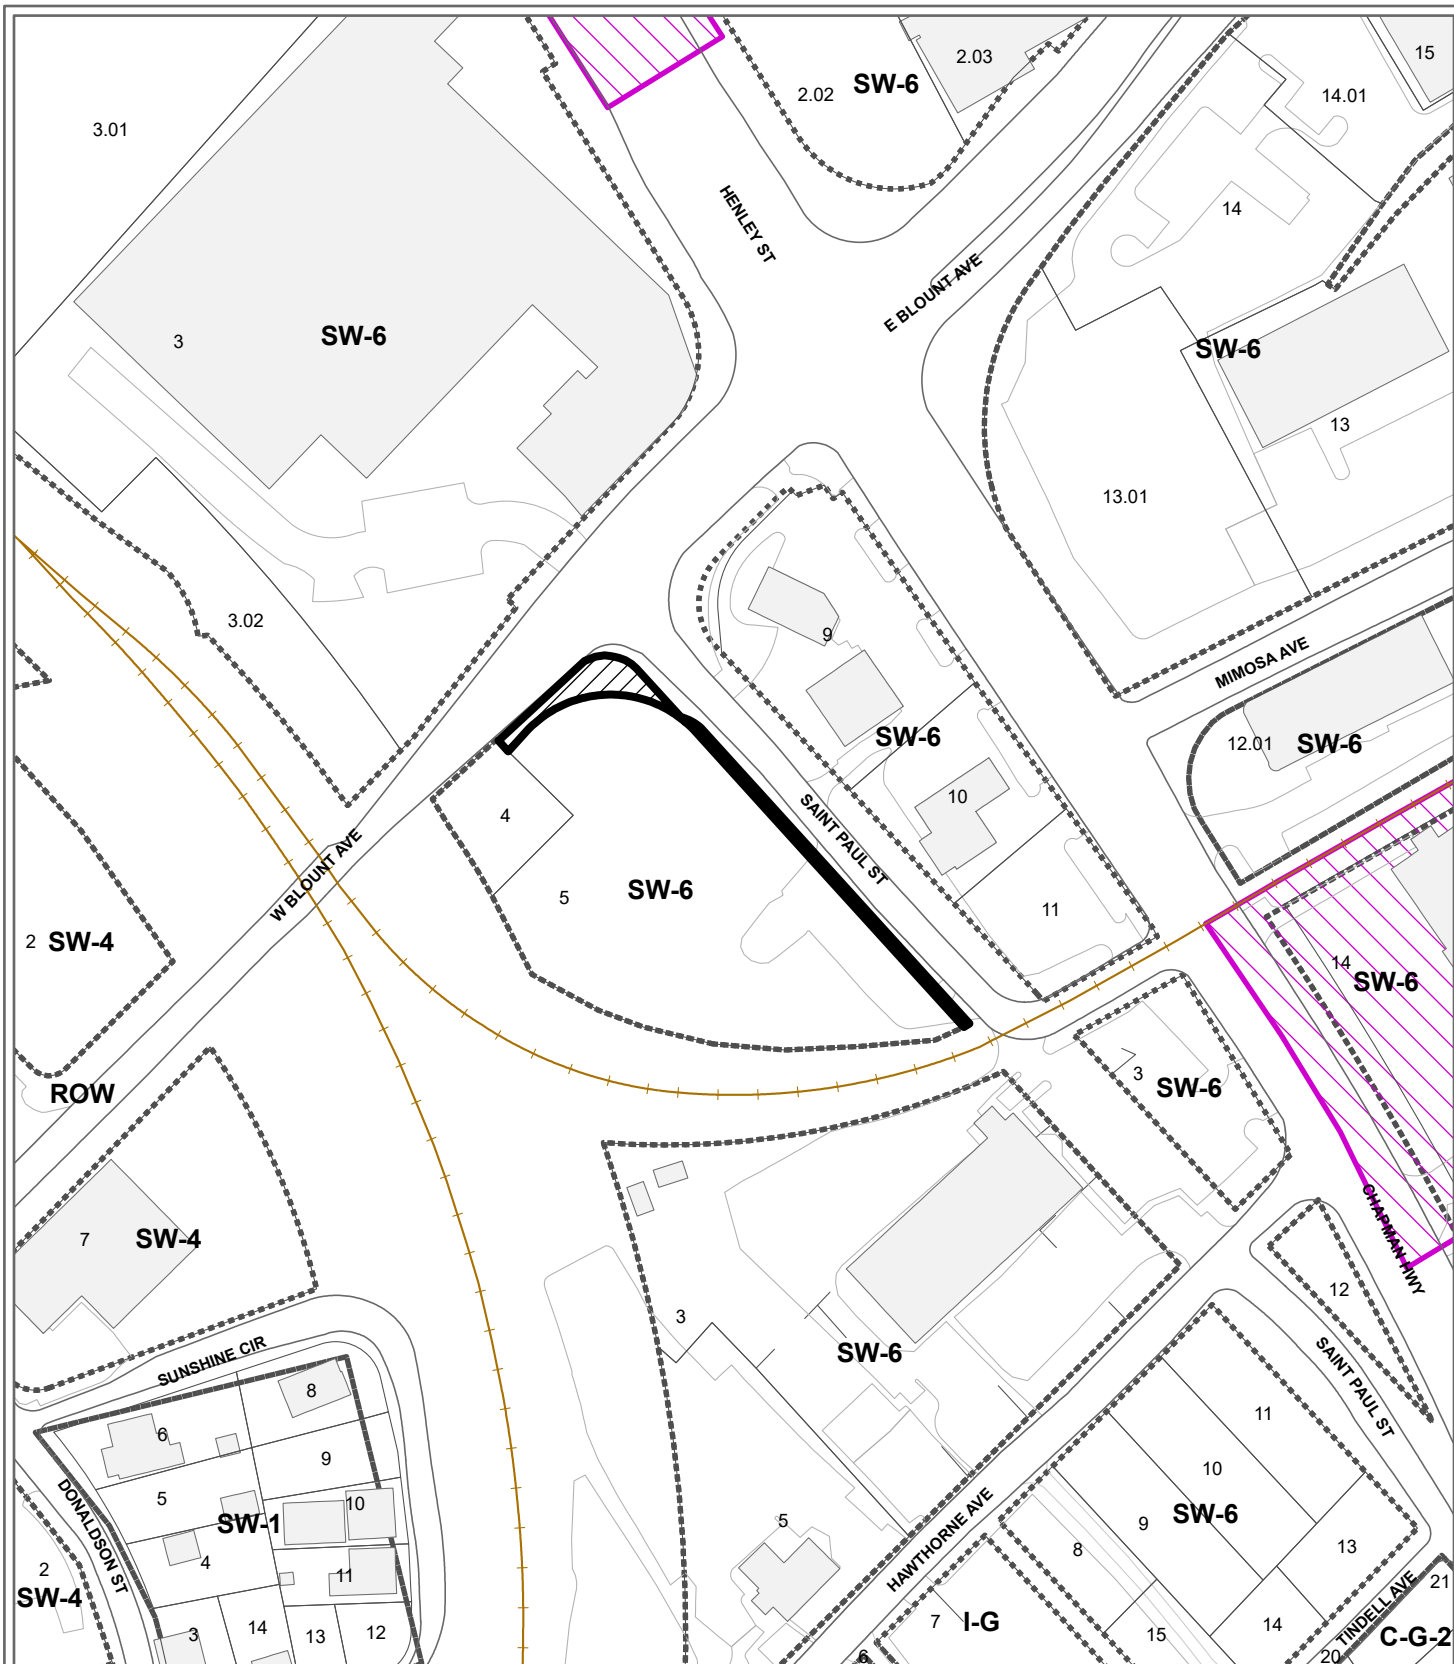 15
2.03
SW-6
2.02
14.01
3.01
HENLEY ST
14
E BLOUNT AVE
SW-6
3
SW-6
13
13.01
3.02
9
MIMOSA AVE
SW-6
12.01
SW-6
10
4
SAINT PAUL ST
W BLOUNT AVE
5
SW-6
11
2
SW-4
14
SW-6
3
SW-6
ROW
7
SW-4
CHAPMAN HWY
12
3
SUNSHINE CIR
SW-6
SAINT PAUL ST
8
6
11
9
10
5
10
DONALDSON ST
SW-1
5
HAWTHORNE AVE
9
SW-6
8
13
4
2
11
SW-4
TINDELL AVE
21
3
14
13
12
7
I-G
15
14
C-G-2
6
20